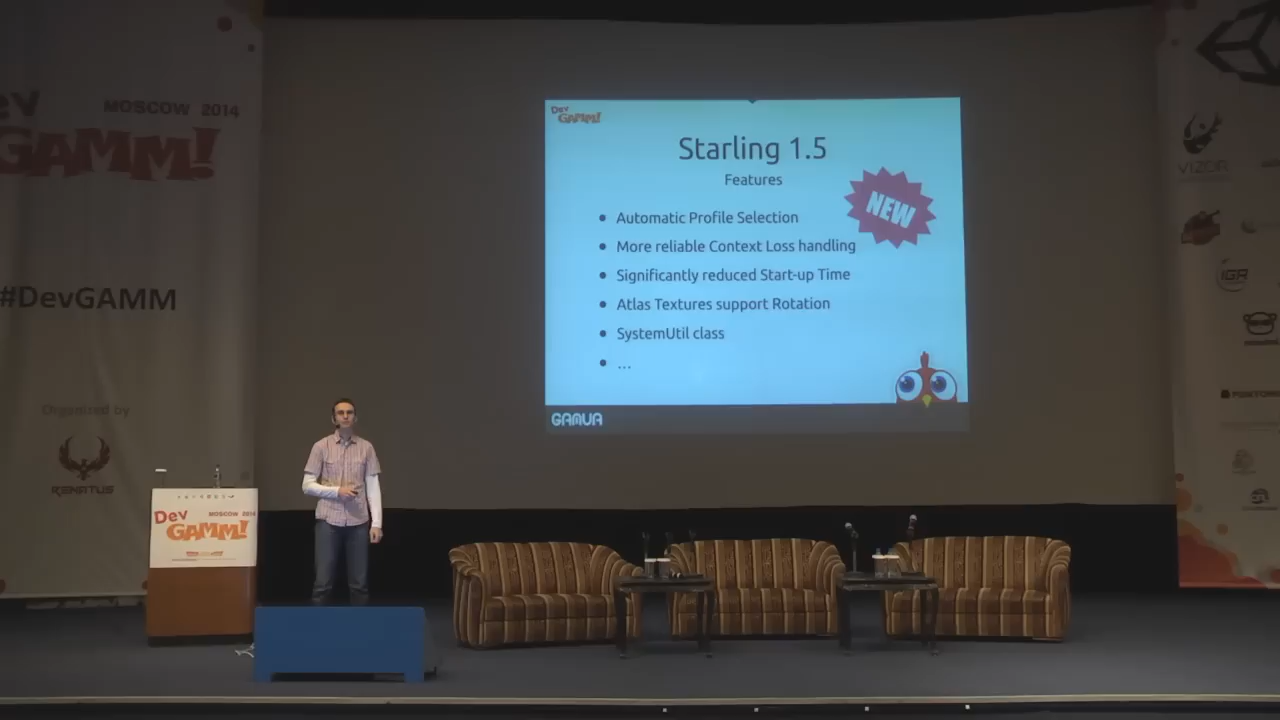 Dev
MOSCOW 2014
GAMM!
#DevGAMM
Organized by
RENATUS
Dev
GAMM!
Starling 1.5
Features
NEW
• Automatic Profile Selection
• More reliable Context Loss handling
• Significantly reduced Start-up Time
• Atlas Textures support Rotation
• SystemUtil class
• ...
GAMUA
Dev
MOSCOW 2014
GAMM!
VIZOR
IGR